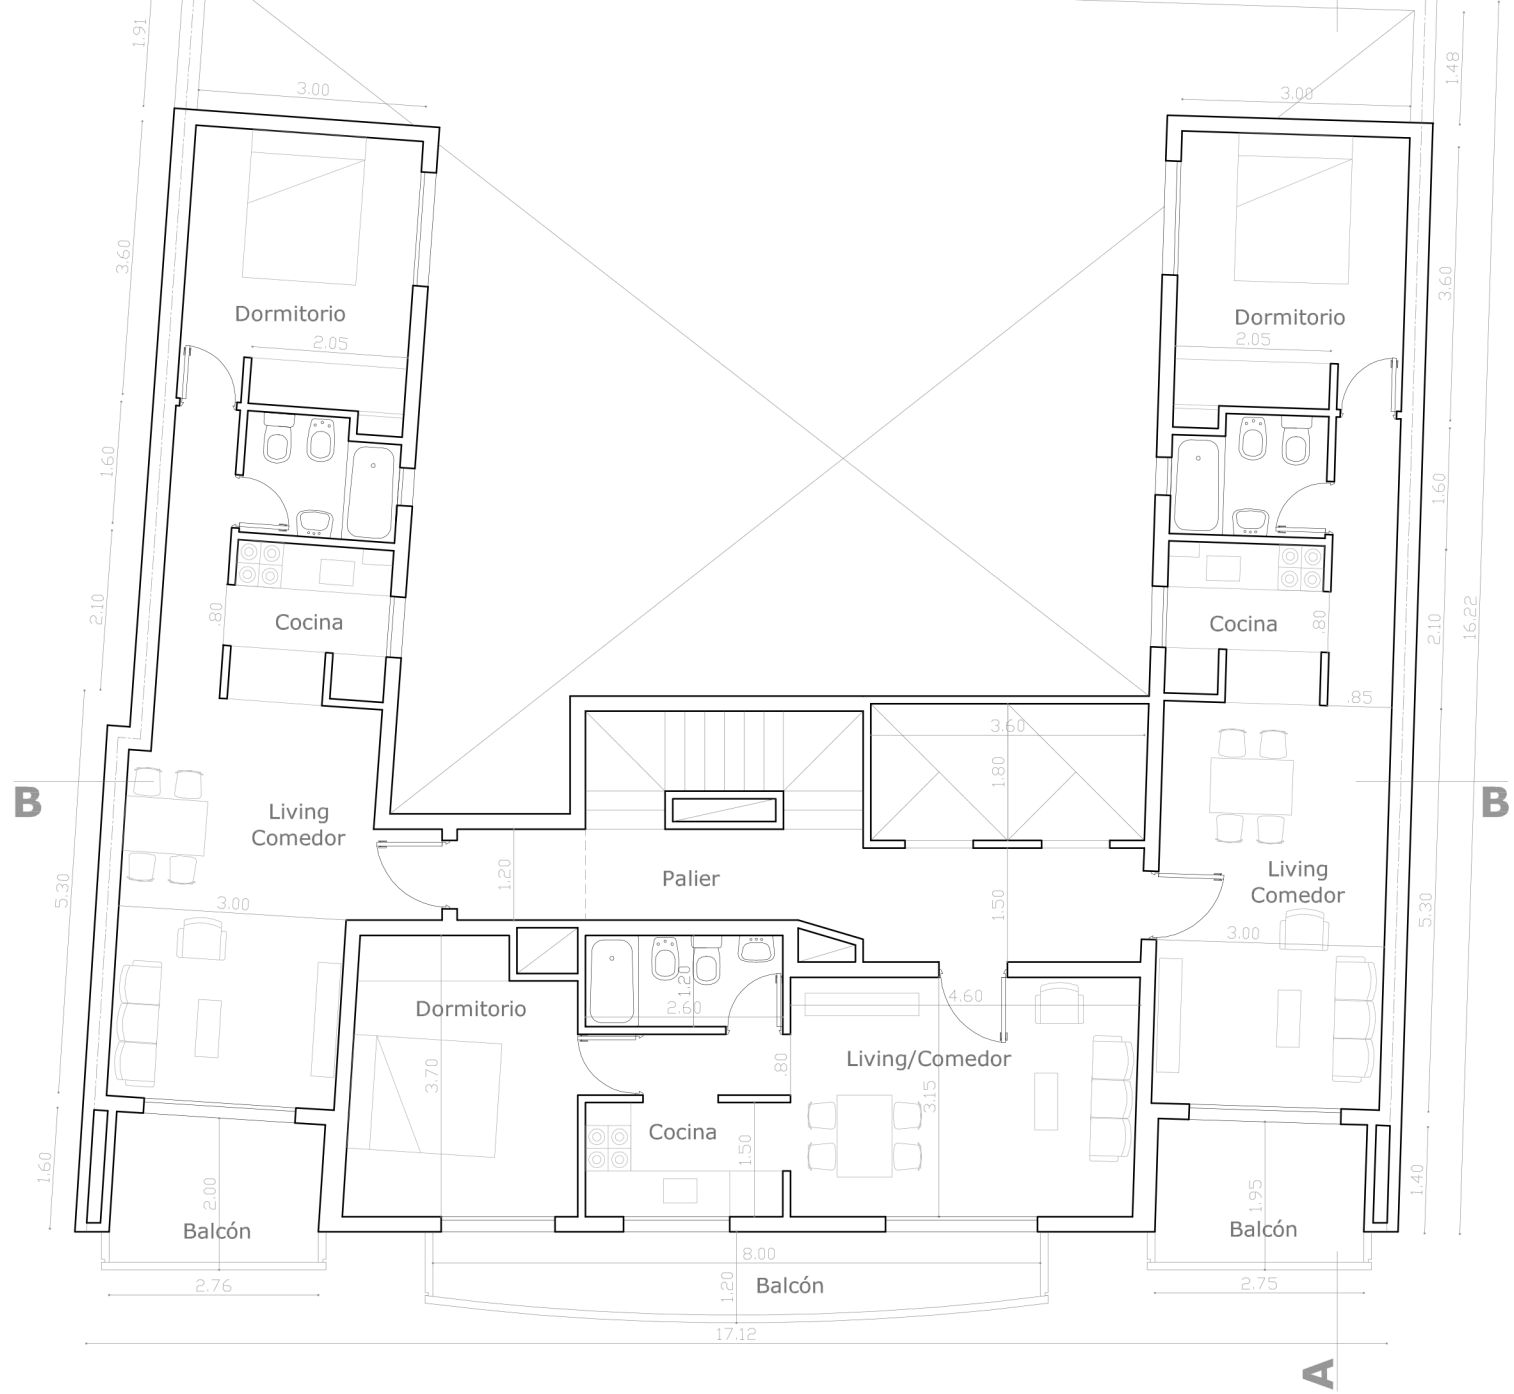 1.91
3.00
3.00
1.48
3.60
3.60
Dormitorio
2.05
Dormitorio
2.05
1.60
1.60
2.10
.80
Cocina
Cocina
.80
2.10
16.22
.85
3.60
1.80
B
B
Living
Comedor
Living
Comedor
5.30
3.00
1.20
Palier
1.50
3.00
5.30
Dormitorio
1.20
2.60
4.60
Living/Comedor
3.70
.80
3.15
Cocina
1.50
1.60
2.00
Balcón
1.95
Balcón
1.40
2.76
8.00
1.20
Balcón
2.75
17.12
A